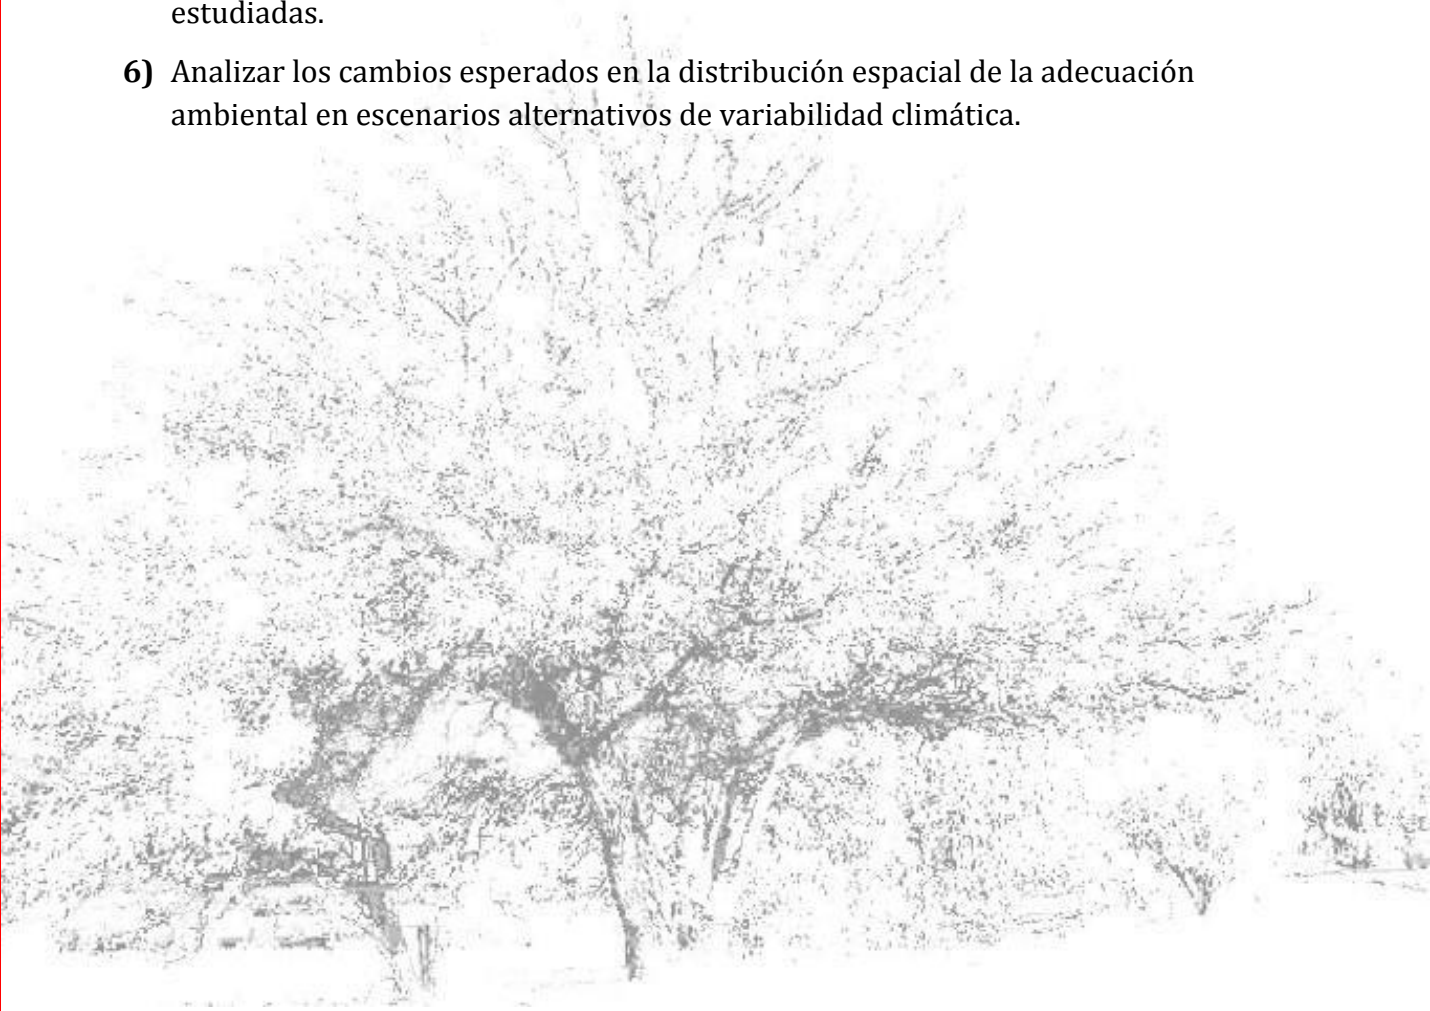 estudiadas.
6) Analizar los cambios esperados en la distribución espacial de la adecuación
ambiental en escenarios alternativos de variabilidad climática.